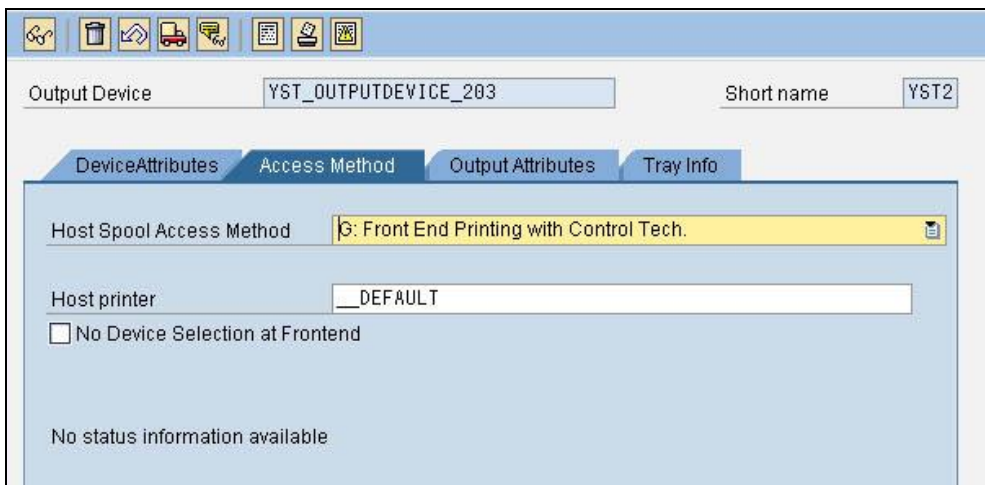 Output Device YST_OUTPUTDEVICE_203 Short name YST2
DeviceAttributes Access Method Output Attributes Tray Info
Host Spool Access Method G: Front End Printing with Control Tech.
Host printer __DEFAULT
No Device Selection at Frontend
No status information available